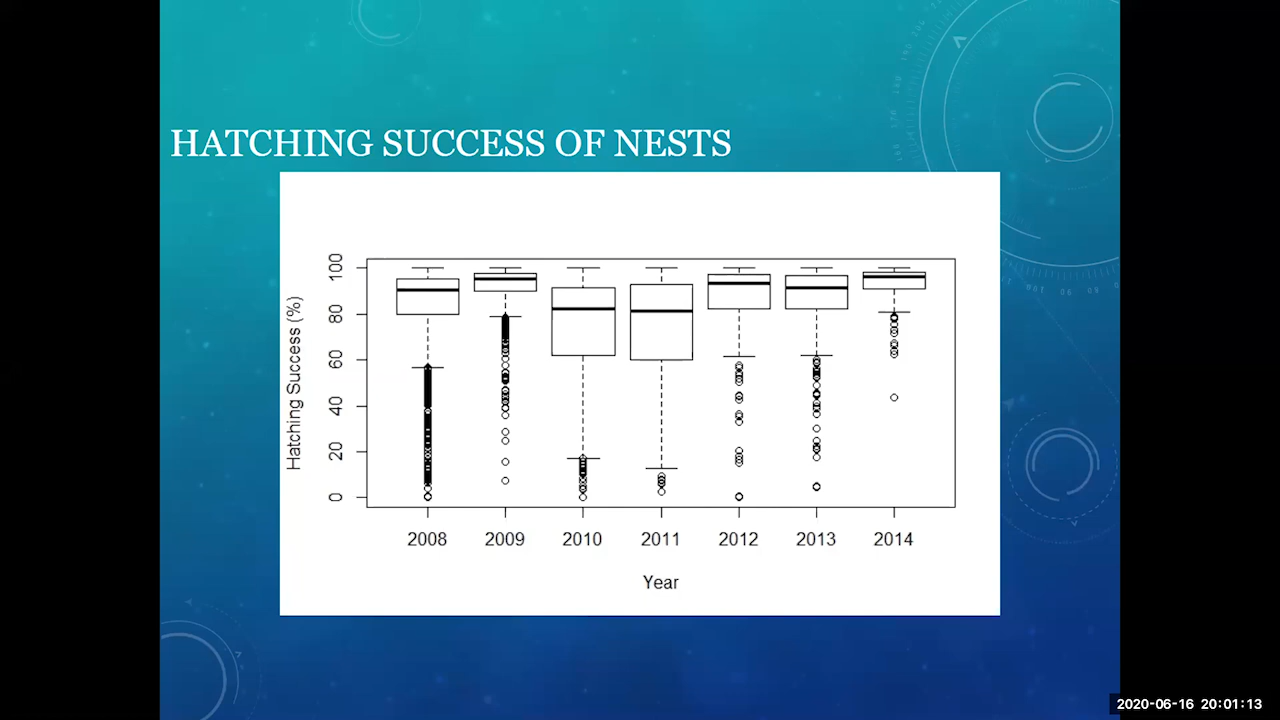 HATCHING SUCCESS OF NESTS
Hatching Success (%)
100
80
60
40
20
0
2008 2009 2010 2011 2012 2013 2014
Year
2020-06-16 20:01:13